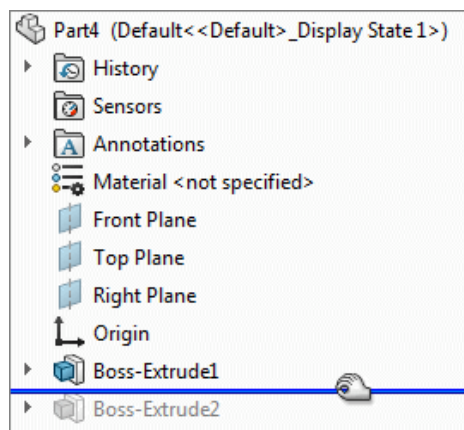 Part4 (Default<<Default>_Display State 1>)
History
Sensors
Annotations
Material <not specified>
Front Plane
Top Plane
Right Plane
Origin
Boss-Extrude1
Boss-Extrude2